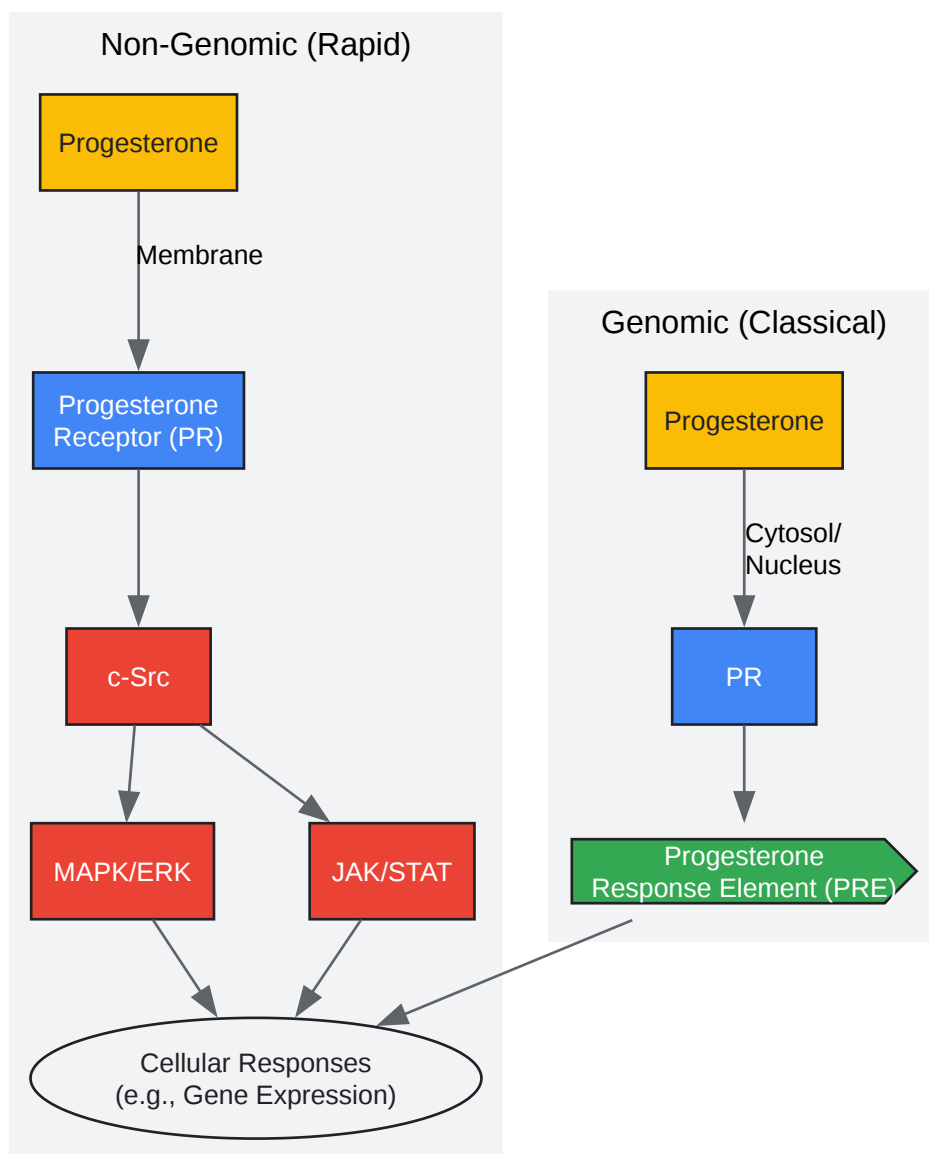 Non-Genomic (Rapid)
Progesterone
Membrane
Progesterone
Receptor (PR)
c-Src
MAPK/ERK
JAK/STAT
Cellular Responses
(e.g., Gene Expression)
Genomic (Classical)
Progesterone
Cytosol/
Nucleus
PR
Progesterone
Response Element (PRE)